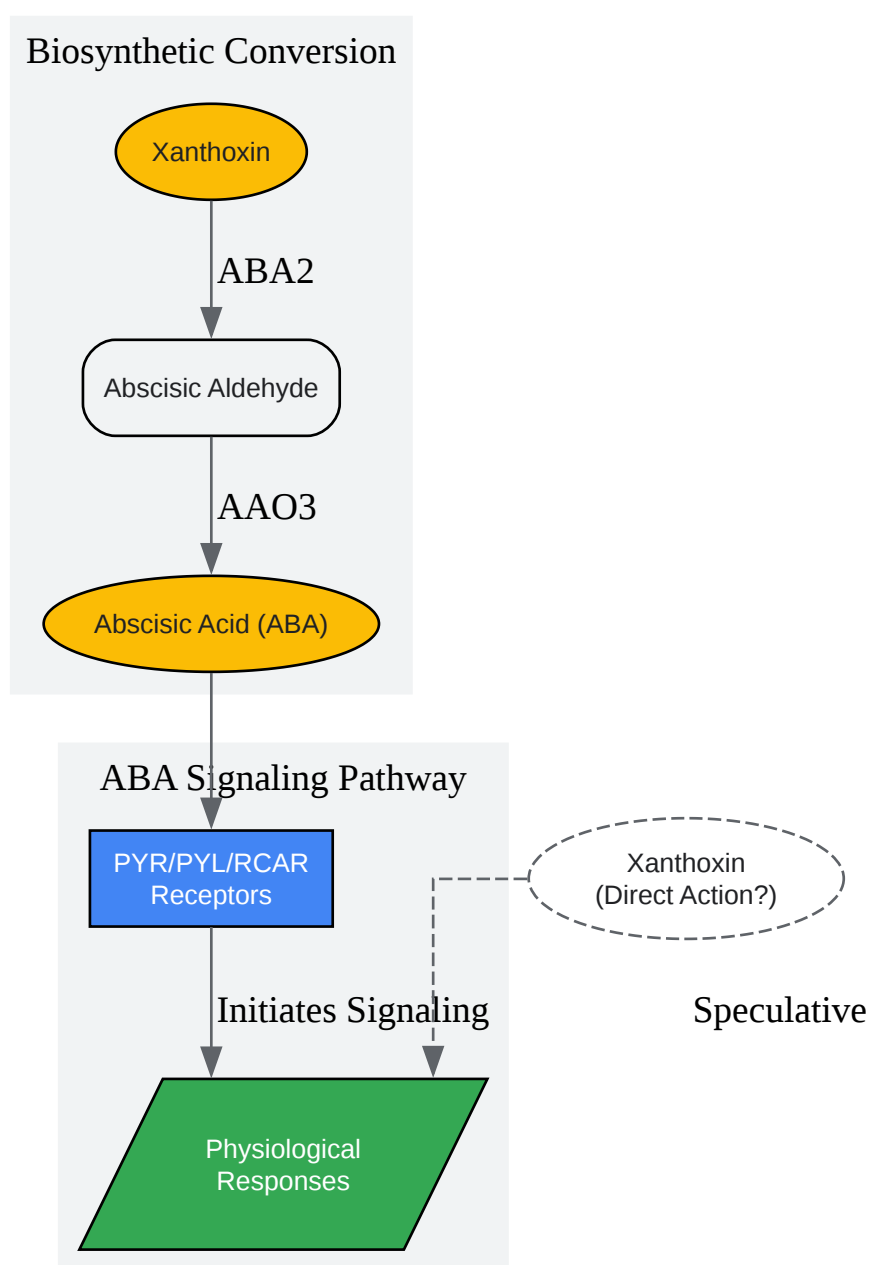 Biosynthetic Conversion
Xanthoxin
ABA2
Abscisic Aldehyde
AAO3
Abscisic Acid (ABA)
ABA Signaling Pathway
PYR/PYL/RCAR
Receptors
Xanthoxin
(Direct Action?)
Initiates Signaling
Speculative
Physiological
Responses